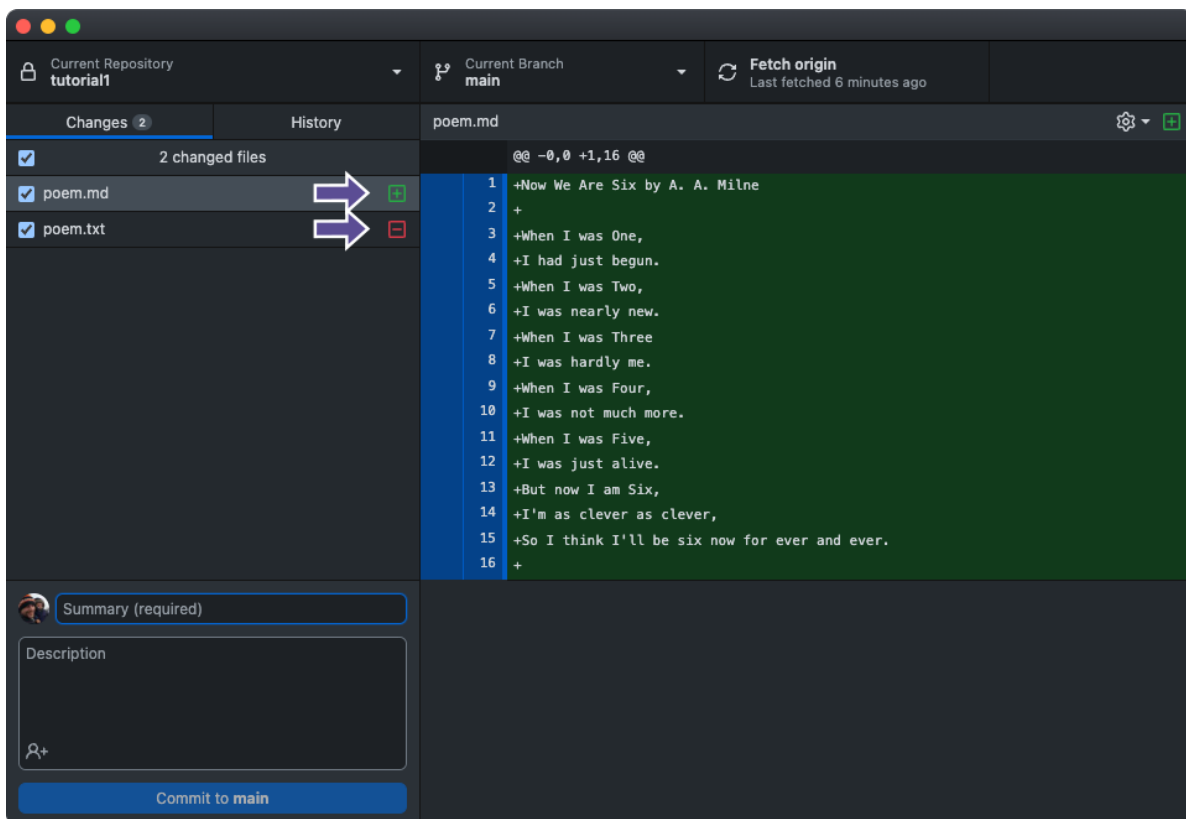 Current Repository
tutorial1
Current Branch
main
Fetch origin
Last fetched 6 minutes ago
Changes 2
History
2 changed files
poem.md
poem.txt
poem.md
@@ -0,0 +1,16 @@
1 +Now We Are Six by A. A. Milne
2 +
3 +When I was One,
4 +I had just begun.
5 +When I was Two,
6 +I was nearly new.
7 +When I was Three
8 +I was hardly me.
9 +When I was Four,
10 +I was not much more.
11 +When I was Five,
12 +I was just alive.
13 +But now I am Six,
14 +I'm as clever as clever,
15 +So I think I'll be six now for ever and ever.
16 +
Summary (required)
Description
Commit to main